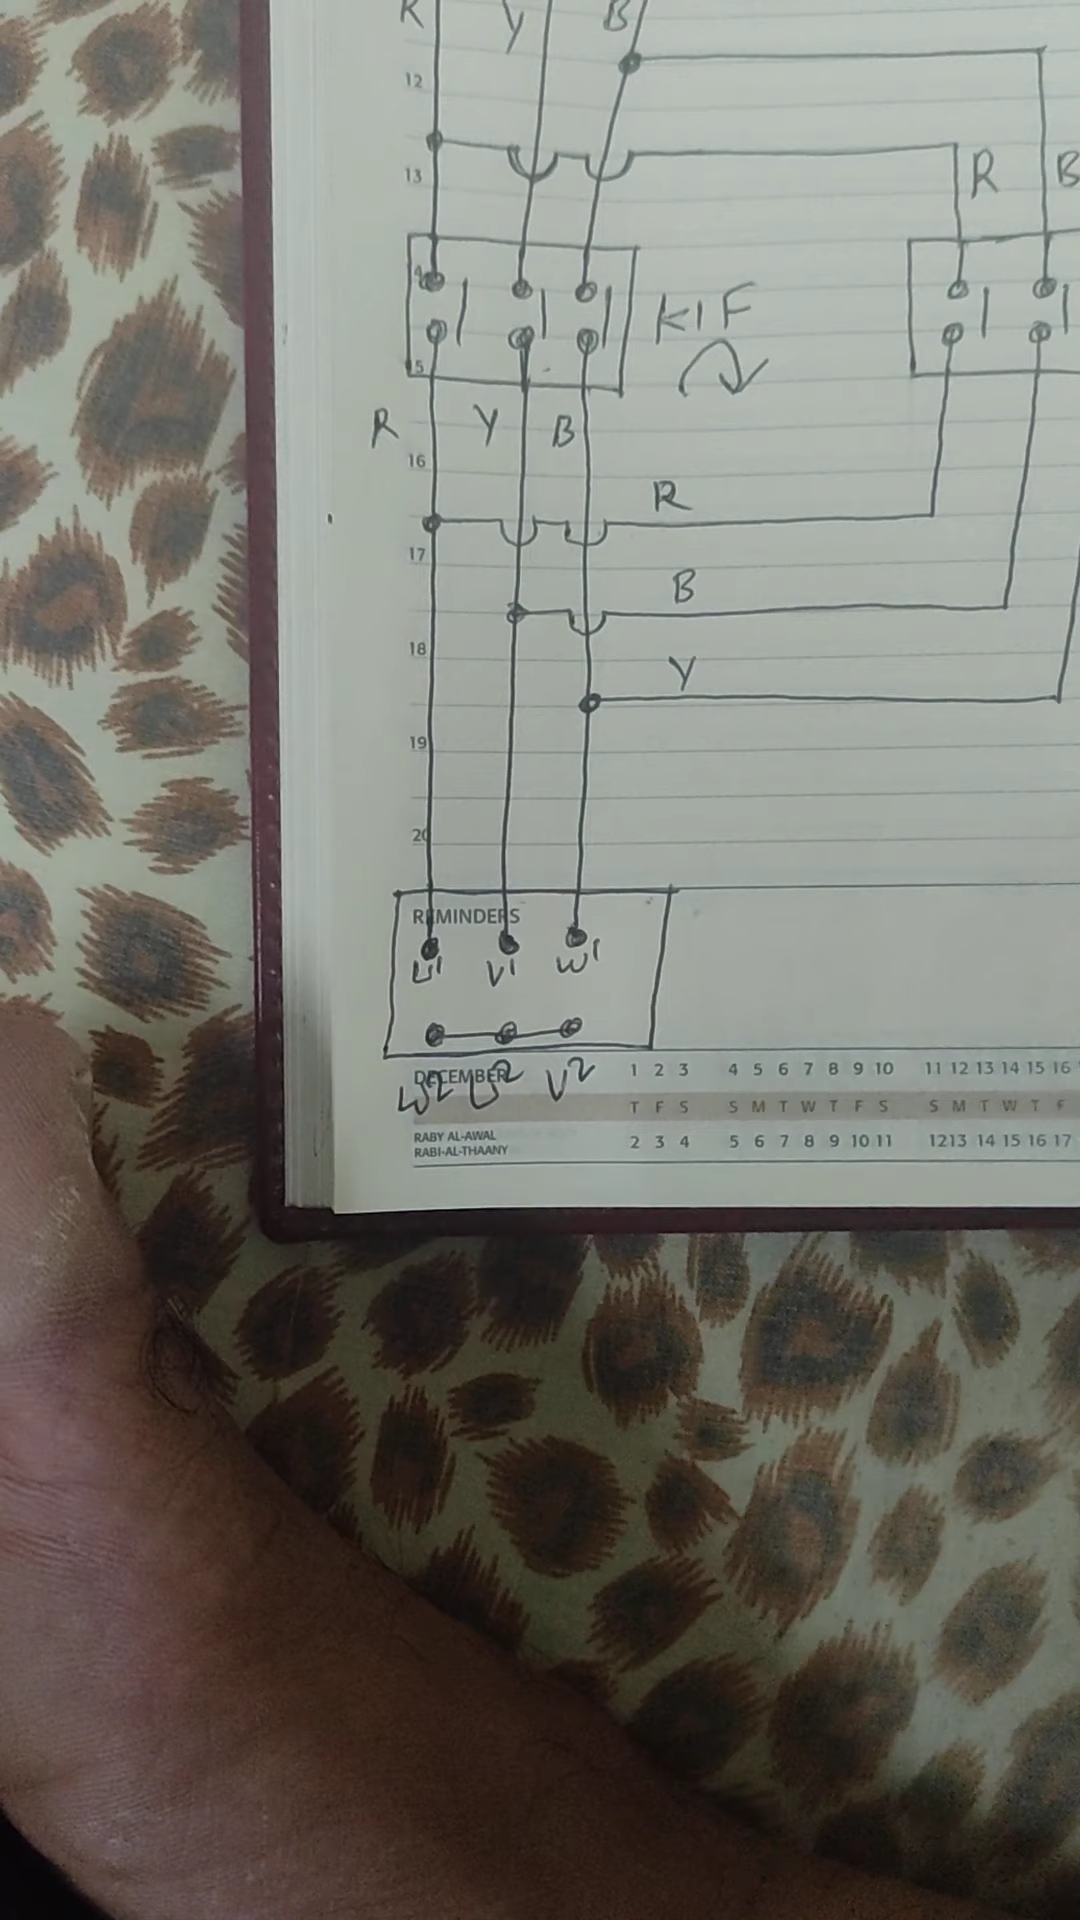 R Y B
12
R B
13
K1F
5
R Y B
16
R
17
B
18
Y
19
20
REMINDERS
U1 V1 W1
W2 U2 V2
DECEMBER 1 2 3 4 5 6 7 8 9 10 11 12 13 14 15 16
T F S S M T W T F S S M T W T F
RABY AL-AWAL
RABI-AL-THAANY
2 3 4 5 6 7 8 9 10 11 12 13 14 15 16 17